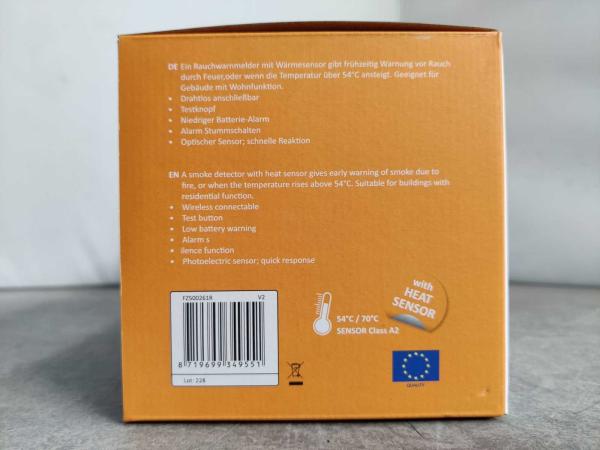 DE Ein Rauchwarnmelder mit Wärmesensor gibt frühzeitig Warnung vor Rauch
durch Feuer,oder wenn die Temperatur über 54°C ansteigt. Geeignet für
Gebäude mit Wohnfunktion.
• Drahtlos anschließbar
• Testknopf
• Niedriger Batterie-Alarm
• Alarm Stummschalten
• Optischer Sensor; schnelle Reaktion
EN A smoke detector with heat sensor gives early warning of smoke due to
fire, or when the temperature rises above 54°C. Suitable for buildings with
residential function.
• Wireless connectable
• Test button
• Low battery warning
• Alarm s
• ilence function
• Photoelectric sensor; quick response
with
HEAT
SENSOR
FZ5002618 V2
8 719699 349551
Lot: 228
54°C / 70°C
SENSOR Class A2
QUALITY